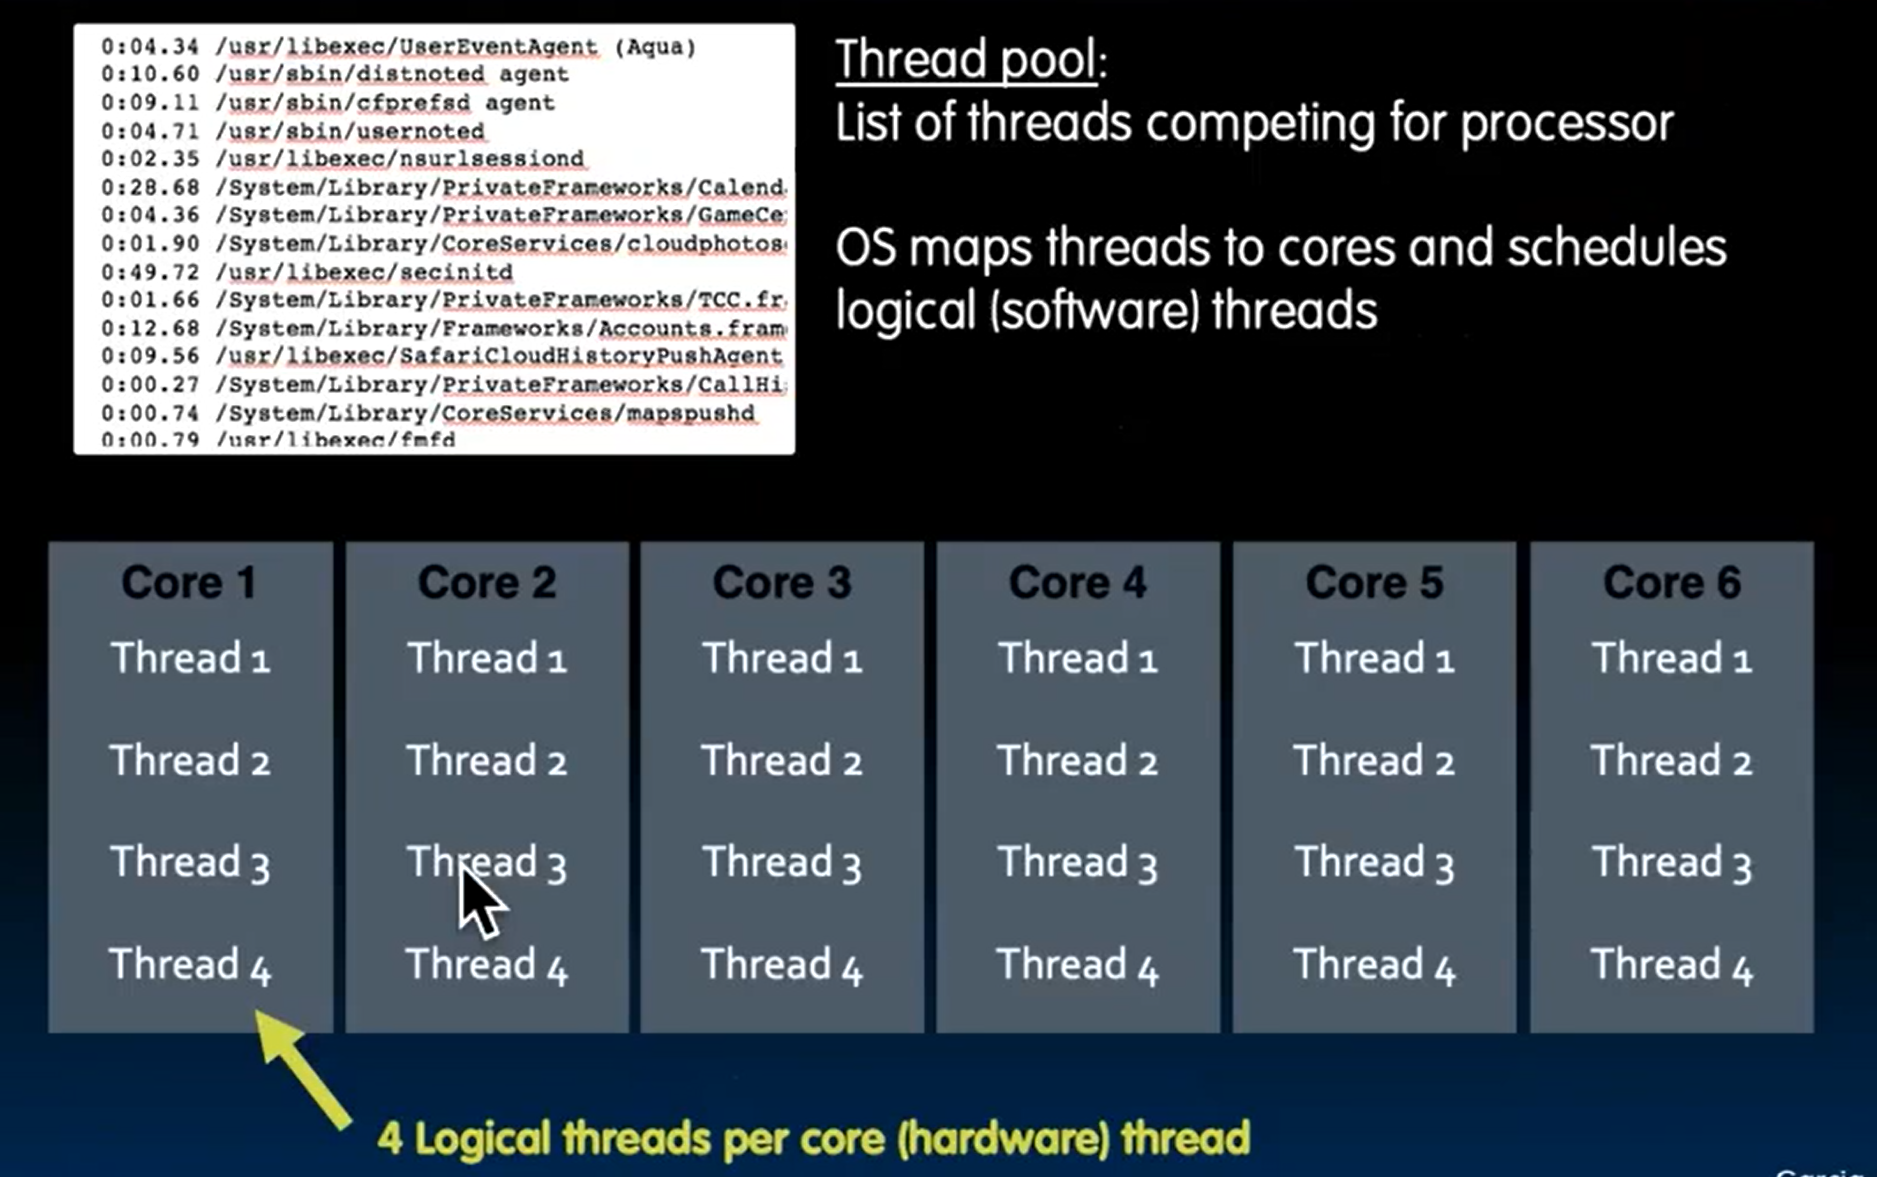 0:04.34 /usr/libexec/UserEventAgent (Aqua)
0:10.60 /usr/sbin/distnoted agent
0:09.11 /usr/sbin/cfprefsd agent
0:04.71 /usr/sbin/usernoted
0:02.35 /usr/libexec/nsurlsessiond
0:28.68 /System/Library/PrivateFrameworks/Calend
0:04.36 /System/Library/PrivateFrameworks/GameCe
0:01.90 /System/Library/CoreServices/cloudphotos
0:49.72 /usr/libexec/secinitd
0:01.66 /System/Library/PrivateFrameworks/TCC.fr
0:12.68 /System/Library/Frameworks/Accounts.fram
0:09.56 /usr/libexec/SafariCloudHistoryPushAgent
0:00.27 /System/Library/PrivateFrameworks/CallHi
0:00.74 /System/Library/CoreServices/mapspushd
0:00.79 /usr/libexec/fmfd
Thread pool:
List of threads competing for processor
OS maps threads to cores and schedules
logical (software) threads
Core 1 Core 2 Core 3 Core 4 Core 5 Core 6
Thread 1 Thread 1 Thread 1 Thread 1 Thread 1 Thread 1
Thread 2 Thread 2 Thread 2 Thread 2 Thread 2 Thread 2
Thread 3 Thread 3 Thread 3 Thread 3 Thread 3 Thread 3
Thread 4 Thread 4 Thread 4 Thread 4 Thread 4 Thread 4
4 Logical threads per core (hardware) thread